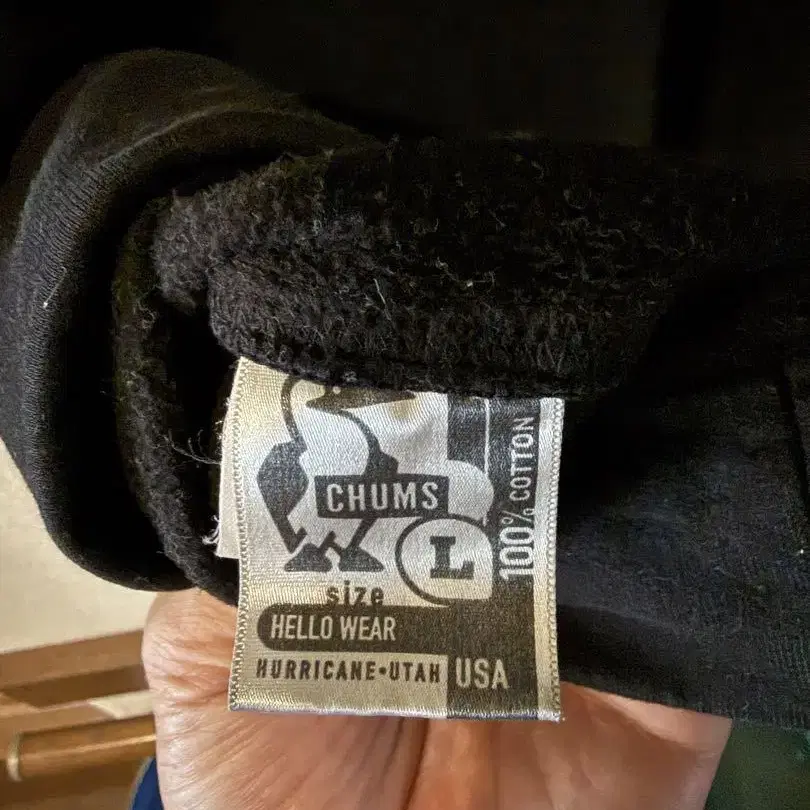 CHUMS
L
100% COTTON
size
HELLO WEAR
HURRICANE•UTAH USA